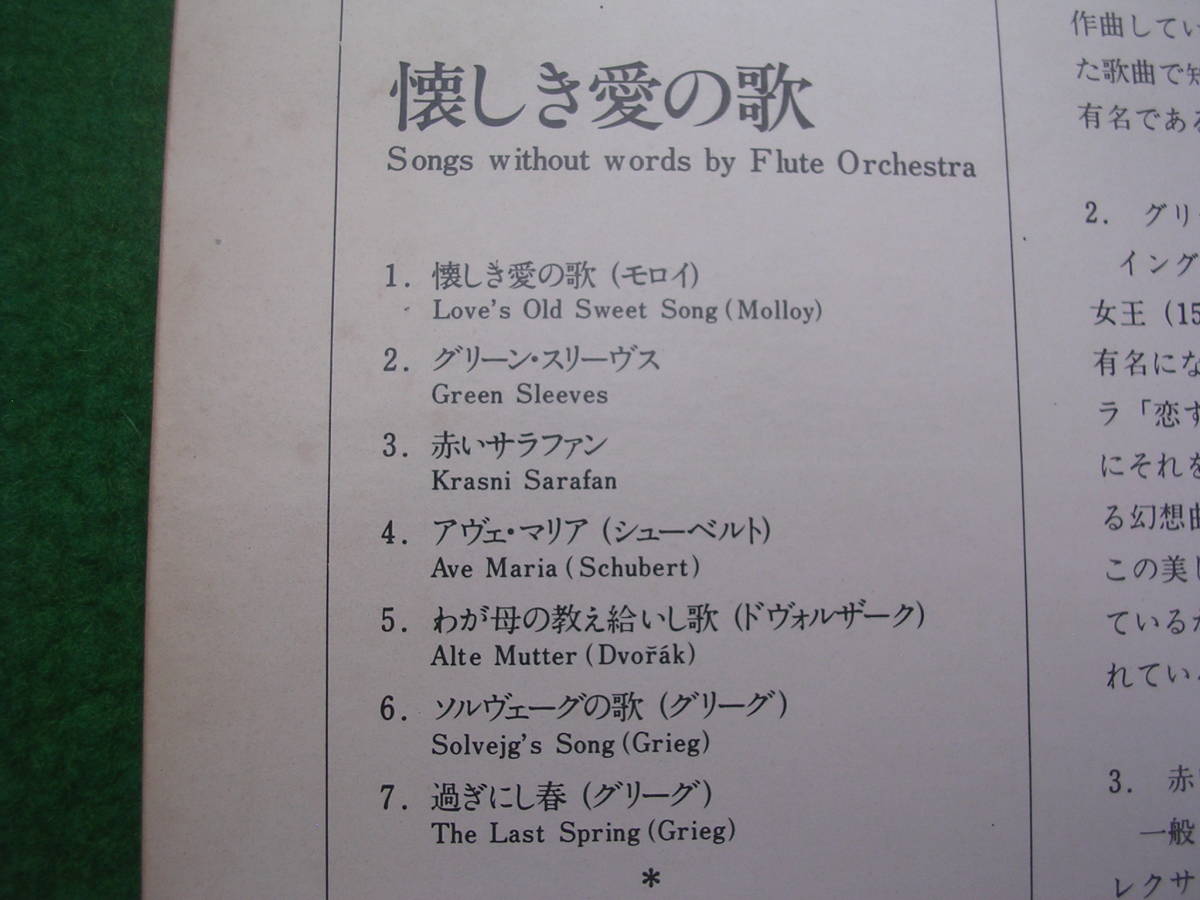 懐しき愛の歌
Songs without words by Flute Orchestra
1. 懐しき愛の歌 (モロイ)
Love's Old Sweet Song (Molloy)
2. グリーン・スリーヴス
Green Sleeves
3. 赤いサラファン
Krasni Sarafan
4. アヴェ・マリア (シューベルト)
Ave Maria (Schubert)
5. わが母の教え給いし歌 (ドヴォルザーク)
Alte Mutter (Dvořák)
6. ソルヴェーグの歌 (グリーグ)
Solvejg's Song (Grieg)
7. 過ぎにし春 (グリーグ)
The Last Spring (Grieg)
*
作曲してい
た歌曲で知
有名である
2. グリ
イング
女王 (15
有名にな
ラ「恋す
にそれを
る幻想曲
この美し
ているが
れてい
3. 赤
一般
レクサ